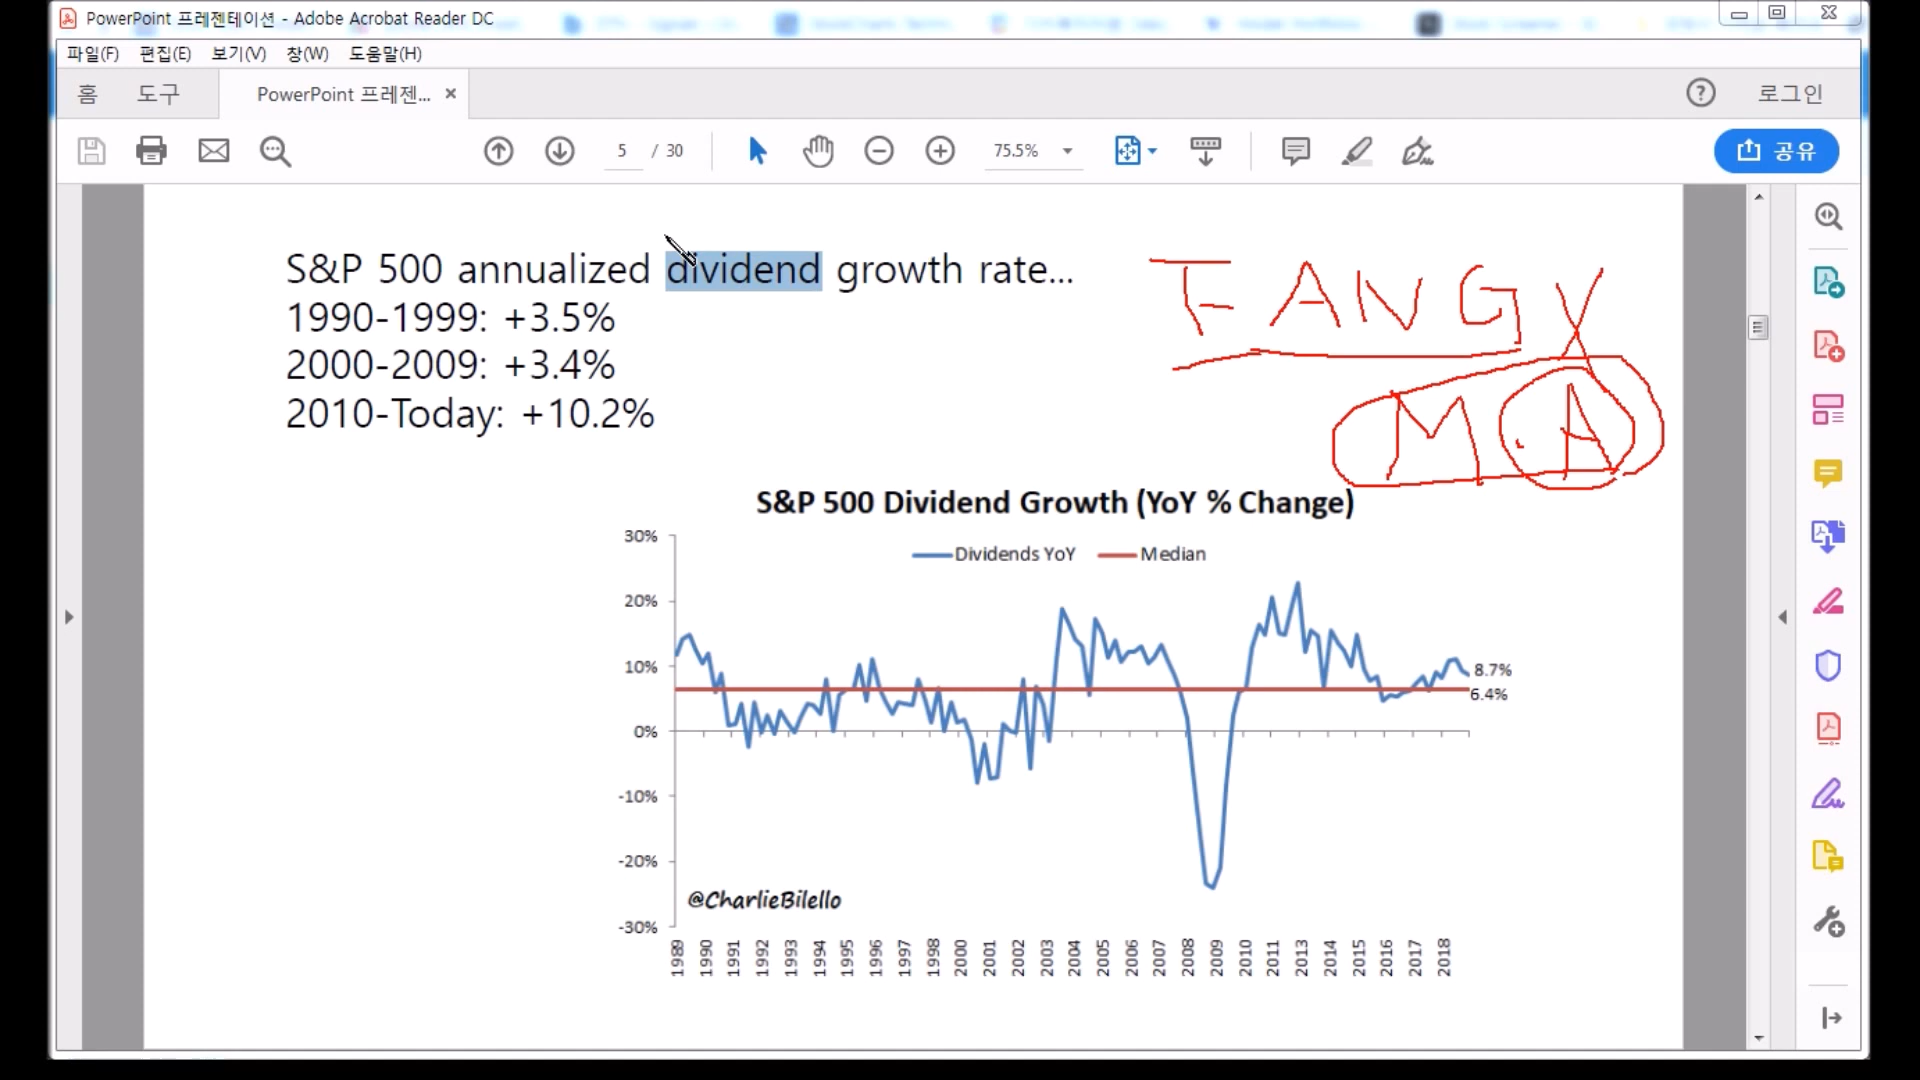 PowerPoint 프레젠테이션 - Adobe Acrobat Reader DC
파일(F) 편집(E) 보기(V) 창(W) 도움말(H)
홈 도구 PowerPoint 프레젠... × 로그인
5 / 30 75.5% 공유
S&P 500 annualized dividend growth rate...
1990-1999: +3.5%
2000-2009: +3.4%
2010-Today: +10.2%
FANG
M.A
S&P 500 Dividend Growth (YoY % Change)
Dividends YoY Median
30%
20%
10%
0%
-10%
-20%
-30%
8.7%
6.4%
@CharlieBilello
1989 1990 1991 1992 1993 1994 1995 1996 1997 1998 2000 2001 2002 2003 2004 2005 2006 2007 2008 2009 2010 2011 2013 2014 2015 2016 2017 2018